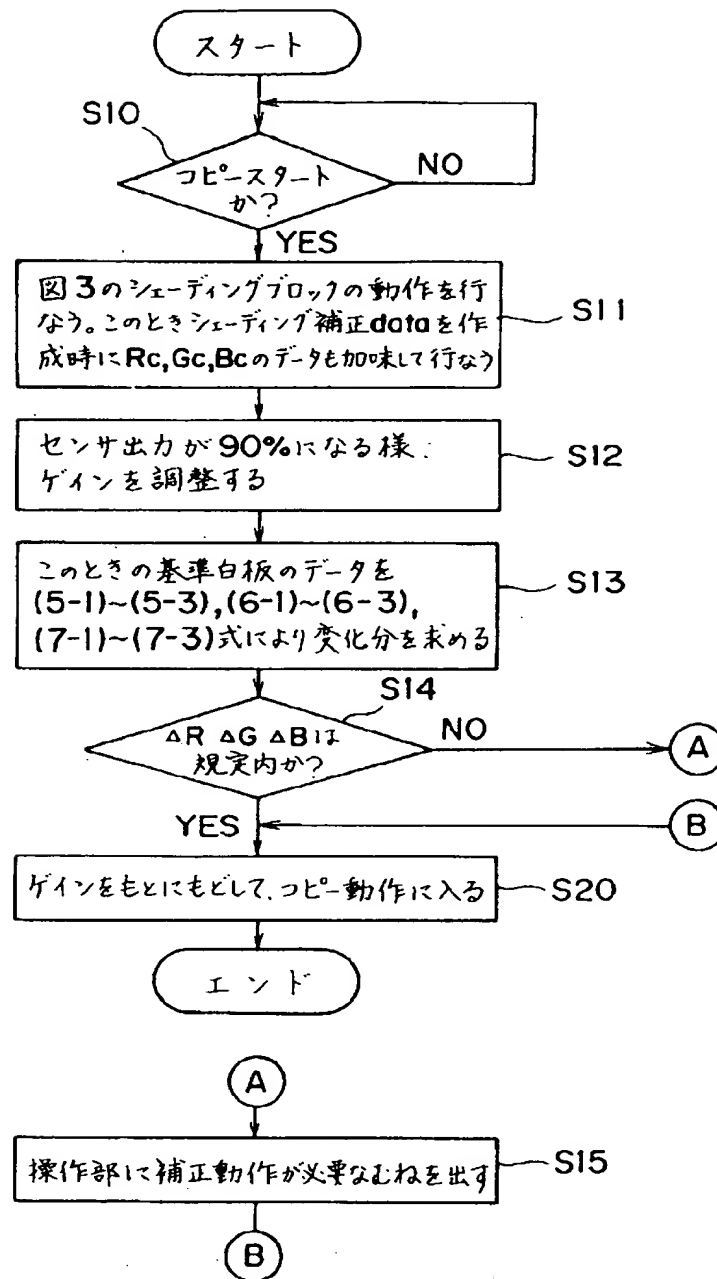 スタート
S10
コピースタート
か?
NO
YES
図3のシェーディングブロックの動作を行
なう。このときシェーディング補正dataを作
成時にRc,Gc,Bcのデータも加味して行なう
S11
センサ出力が90%になる様
ゲインを調整する
S12
このときの基準白板のデータを
(5-1)~(5-3),(6-1)~(6-3),
(7-1)~(7-3)式により変化分を求める
S13
S14
ΔR ΔG ΔBは
規定内か?
NO
A
YES
B
ゲインをもとにもどして、コピー動作に入る
S20
エンド
A
操作部に補正動作が必要なむねを出す
S15
B